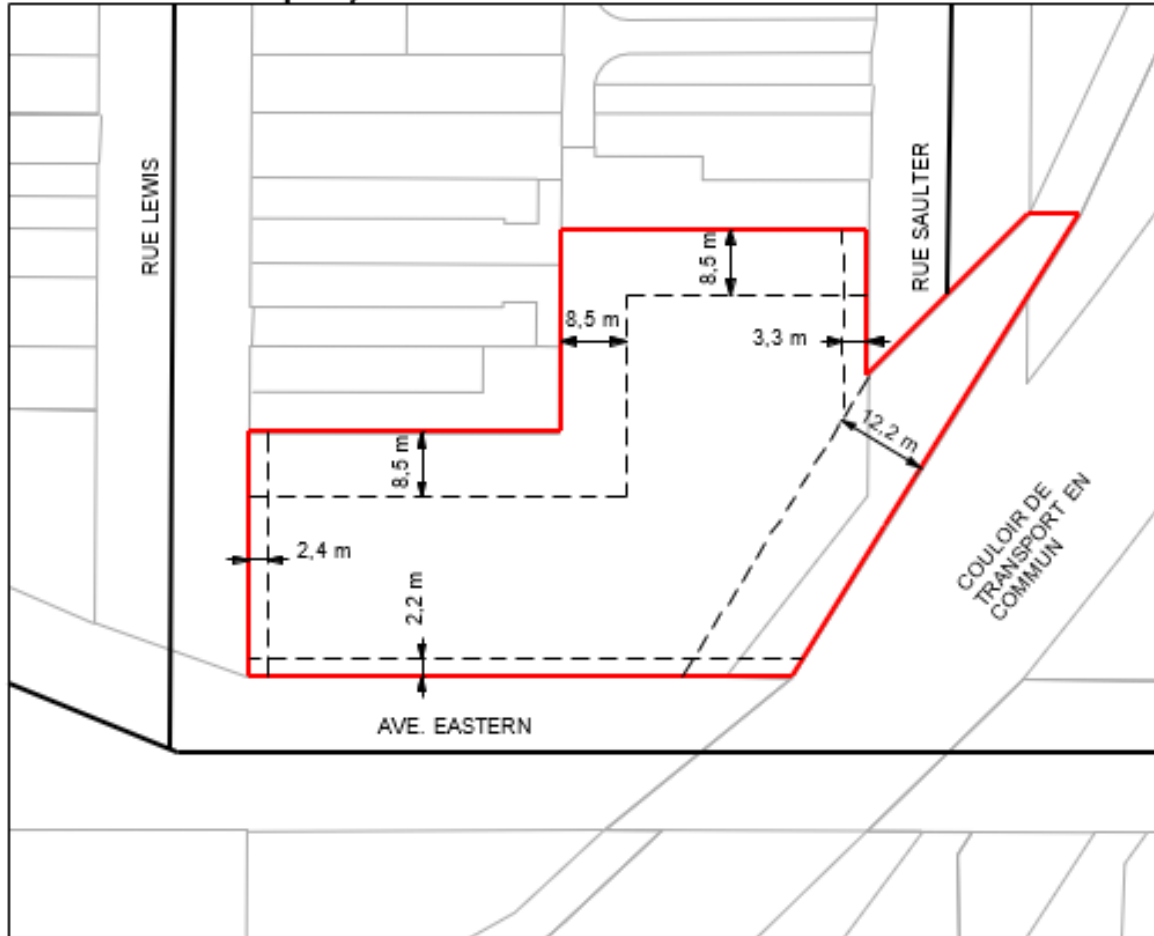 RUE LEWIS
RUE SAULTER
8,5 m
8,5 m
3,3 m
12,2 m
8,5 m
2,4 m
2,2 m
COULOIR DE
TRANSPORT EN
COMMUN
AVE. EASTERN